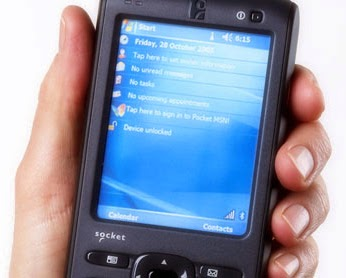 Start 8:15
Friday, 28 October 2005
Tap here to set owner information
No unread messages
No tasks
No upcoming appointments
Tap here to sign in to Pocket MSN!
Device unlocked
Calendar Contacts
socket